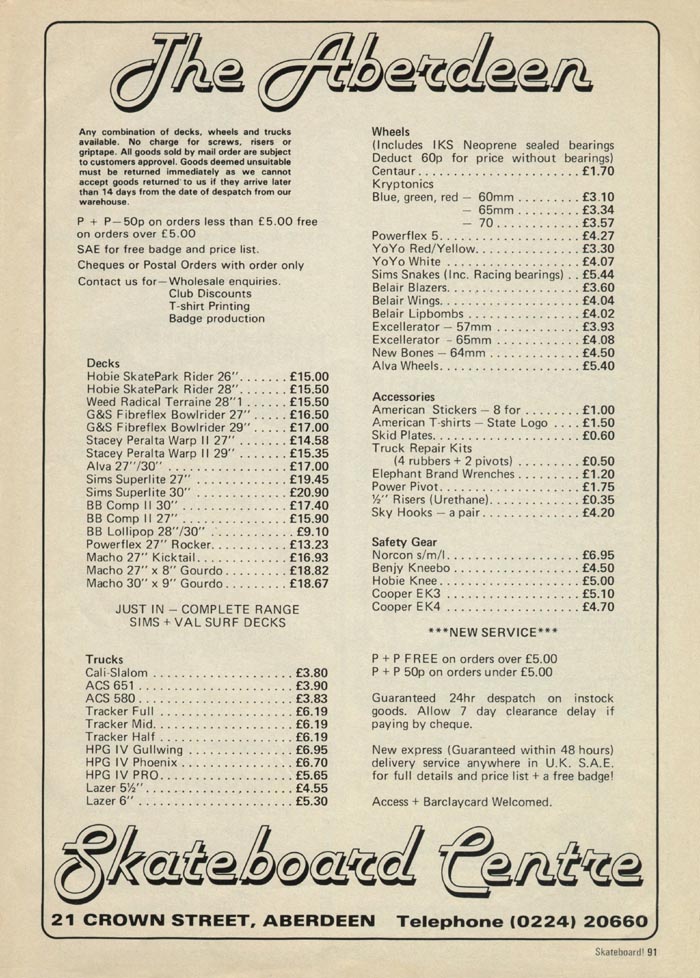 The Aberdeen
Any combination of decks, wheels and trucks
available. No charge for screws, risers or
griptape. All goods sold by mail order are subject
to customers approvel. Goods deemed unsuitable
must be returned immediately as we cannot
accept goods returned to us if they arrive later
than 14 days from the date of despatch from our
warehouse.
P + P—50p on orders less than £5.00 free
on orders over £5.00
SAE for free badge and price list.
Cheques or Postal Orders with order only
Contact us for—Wholesale enquiries.
Club Discounts
T-shirt Printing
Badge production
Decks
Hobie SkatePark Rider 26''.......£15.00
Hobie SkatePark Rider 28''.......£15.50
Weed Radical Terraine 28''1.....£15.50
G&S Fibreflex Bowlrider 27''.....£16.50
G&S Fibreflex Bowlrider 29''.....£17.00
Stacey Peralta Warp II 27''......£14.58
Stacey Peralta Warp II 29''......£15.35
Alva 27''/30''..................£17.00
Sims Superlite 27''..............£19.45
Sims Superlite 30''..............£20.90
BB Comp II 30''.................£17.40
BB Comp II 27''.................£15.90
BB Lollipop 28''/30''............£9.10
Powerflex 27'' Rocker............£13.23
Macho 27'' Kicktail..............£16.93
Macho 27'' x 8'' Gourdo..........£18.82
Macho 30'' x 9'' Gourdo..........£18.67
JUST IN — COMPLETE RANGE
SIMS + VAL SURF DECKS
Trucks
Cali-Slalom.....................£3.80
ACS 651.........................£3.90
ACS 580.........................£3.83
Tracker Full....................£6.19
Tracker Mid.....................£6.19
Tracker Half....................£6.19
HPG IV Gullwing.................£6.95
HPG IV Phoenix..................£6.70
HPG IV PRO......................£5.65
Lazer 5½''......................£4.55
Lazer 6''.......................£5.30
Wheels
(Includes IKS Neoprene sealed bearings
Deduct 60p for price without bearings)
Centaur........................£1.70
Kryptonics
Blue, green, red — 60mm.........£3.10
— 65mm.........£3.34
— 70...........£3.57
Powerflex 5.....................£4.27
YoYo Red/Yellow.................£3.30
YoYo White.....................£4.07
Sims Snakes (Inc. Racing bearings)..£5.44
Belair Blazers..................£3.60
Belair Wings....................£4.04
Belair Lipbombs.................£4.02
Excellerator — 57mm.............£3.93
Excellerator - 65mm.............£4.08
New Bones — 64mm................£4.50
Alva Wheels.....................£5.40
Accessories
American Stickers — 8 for........£1.00
American T-shirts — State Logo....£1.50
Skid Plates.....................£0.60
Truck Repair Kits
(4 rubbers + 2 pivots).........£0.50
Elephant Brand Wrenches.........£1.20
Power Pivot.....................£1.75
½'' Risers (Urethane)...........£0.35
Sky Hooks — a pair..............£4.20
Safety Gear
Norcon s/m/l....................£6.95
Benjy Kneebo....................£4.50
Hobie Knee......................£5.00
Cooper EK3......................£5.10
Cooper EK4......................£4.70
***NEW SERVICE***
P + P FREE on orders over £5.00
P + P 50p on orders under £5.00
Guaranteed 24hr despatch on instock
goods. Allow 7 day clearance delay if
paying by cheque.
New express (Guaranteed within 48 hours)
delivery service anywhere in U.K. S.A.E.
for full details and price list + a free badge!
Access + Barclaycard Welcomed.
Skateboard Centre
21 CROWN STREET, ABERDEEN Telephone (0224) 20660
Skateboard! 91